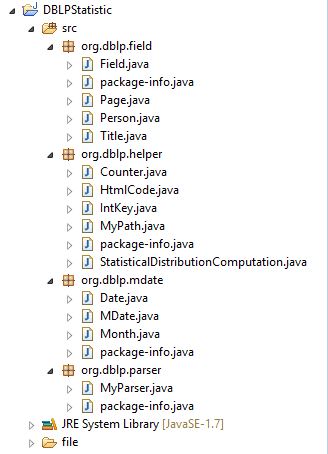 DBLPStatistic
src
org.dblp.field
Field.java
package-info.java
Page.java
Person.java
Title.java
org.dblp.helper
Counter.java
HtmlCode.java
IntKey.java
MyPath.java
package-info.java
StatisticalDistributionComputation.java
org.dblp.mdate
Date.java
MDate.java
Month.java
package-info.java
org.dblp.parser
MyParser.java
package-info.java
JRE System Library [JavaSE-1.7]
file